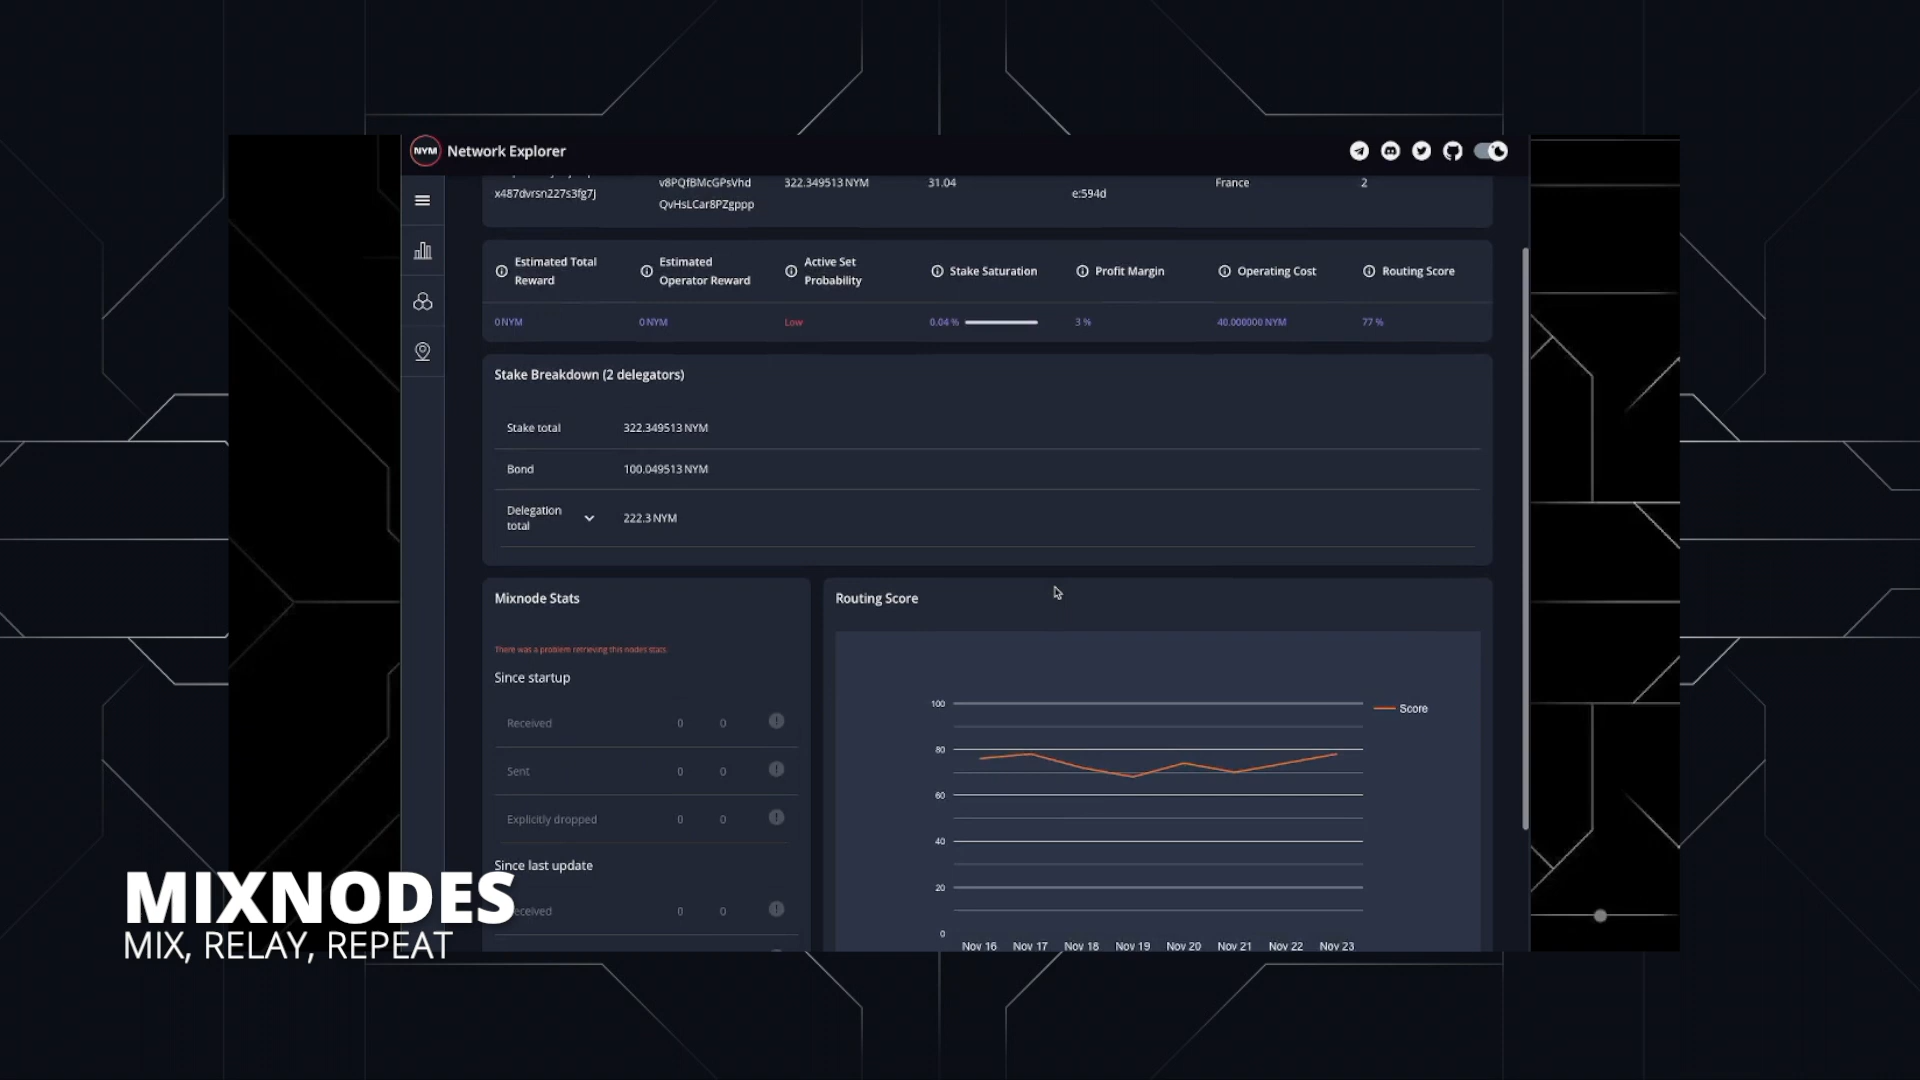 NYM Network Explorer
x487dvrsn227s3fg7j
v8PQfBMcGPsVhd
QvHsLCar8PZgppp
322.349513 NYM
31.04
e:594d
France
2
Estimated Total
Reward
Estimated
Operator Reward
Active Set
Probability
Stake Saturation
Profit Margin
Operating Cost
Routing Score
0 NYM
0 NYM
Low
0.04 %
3 %
40.000000 NYM
77 %
Stake Breakdown (2 delegators)
Stake total 322.349513 NYM
Bond 100.049513 NYM
Delegation
total
222.3 NYM
Mixnode Stats
There was a problem retrieving this nodes stats.
Since startup
Received 0 0
Sent 0 0
Explicitly dropped 0 0
Since last update
eceived 0 0
Routing Score
100
80
60
40
20
0
Score
Nov 16 Nov 17 Nov 18 Nov 19 Nov 20 Nov 21 Nov 22 Nov 23
MIXNODES
MIX, RELAY, REPEAT